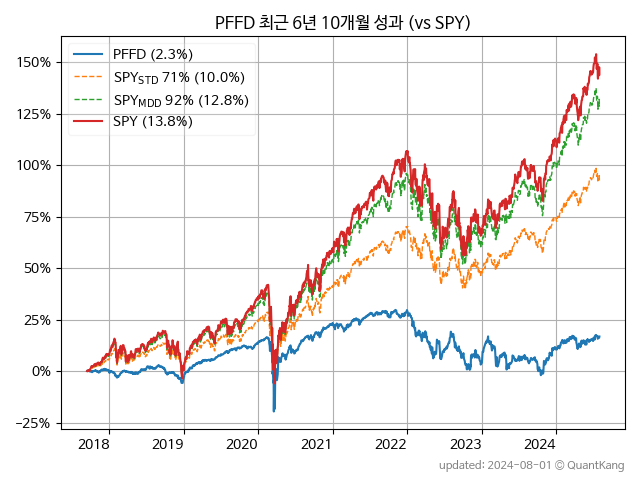 PFFD 최근 6년 10개월 성과 (vs SPY)
PFFD (2.3%)
SPY_STD 71% (10.0%)
SPY_MDD 92% (12.8%)
SPY (13.8%)
150%
125%
100%
75%
50%
25%
0%
−25%
2018 2019 2020 2021 2022 2023 2024
updated: 2024-08-01 © QuantKang